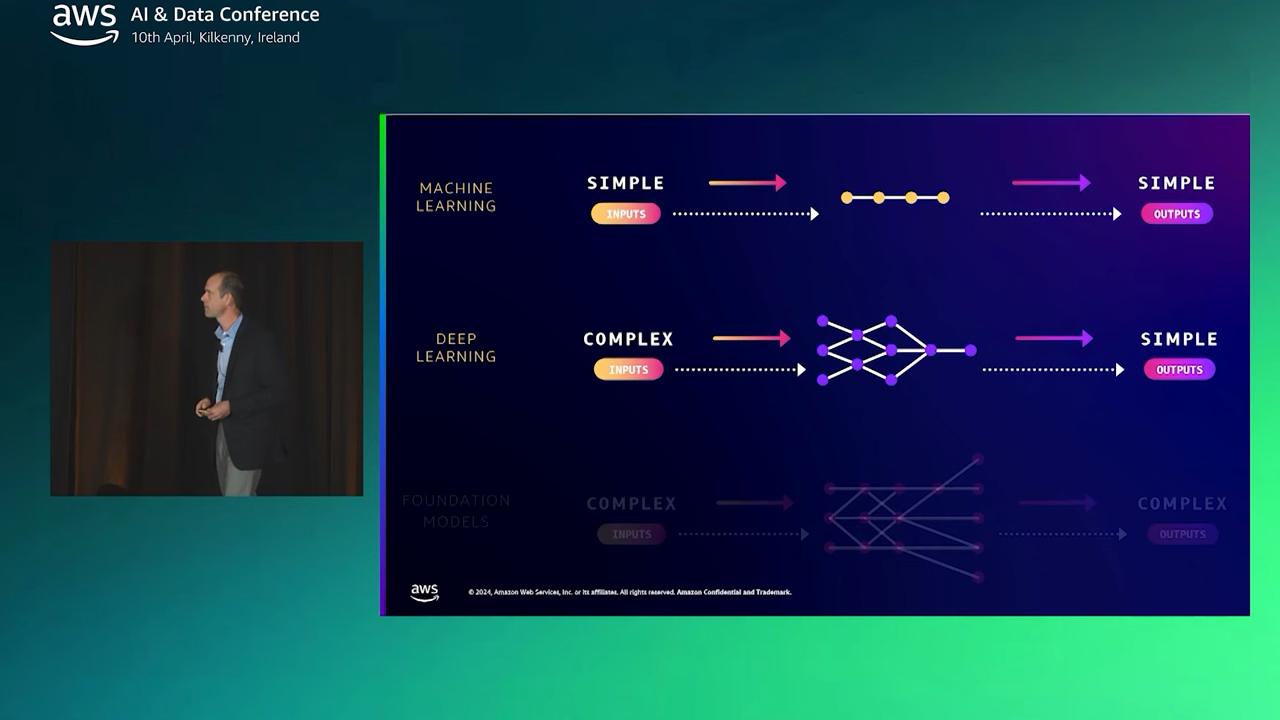 aws
AI & Data Conference
10th April, Kilkenny, Ireland
MACHINE
LEARNING
SIMPLE
INPUTS
SIMPLE
OUTPUTS
DEEP
LEARNING
COMPLEX
INPUTS
SIMPLE
OUTPUTS
FOUNDATION
MODELS
COMPLEX
INPUTS
COMPLEX
OUTPUTS
aws
© 2024, Amazon Web Services, Inc. or its affiliates. All rights reserved. Amazon Confidential and Trademark.